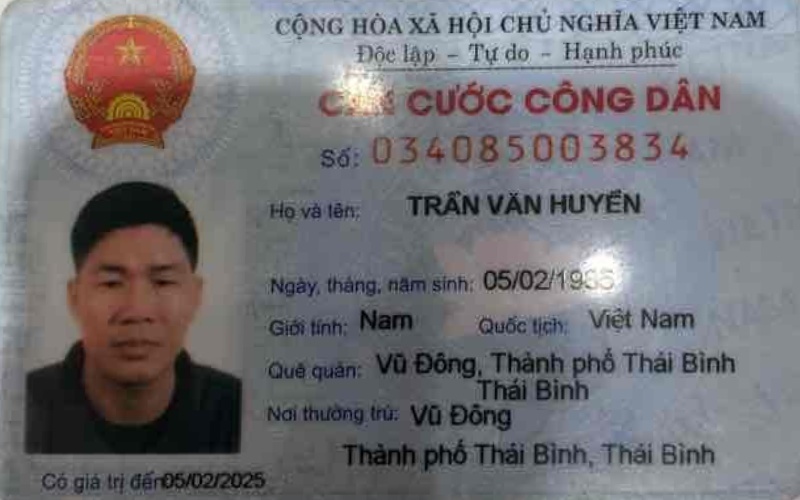 CỘNG HÒA XÃ HỘI CHỦ NGHĨA VIỆT NAM
Độc lập - Tự do - Hạnh phúc
CĂN CƯỚC CÔNG DÂN
Số: 034085003834
Họ và tên: TRẦN VĂN HUYỀN
Ngày, tháng, năm sinh: 05/02/1985
Giới tính: Nam Quốc tịch: Việt Nam
Quê quán: Vũ Đông, Thành phố Thái Bình
Thái Bình
Nơi thường trú: Vũ Đông
Thành phố Thái Bình, Thái Bình
Có giá trị đến 05/02/2025